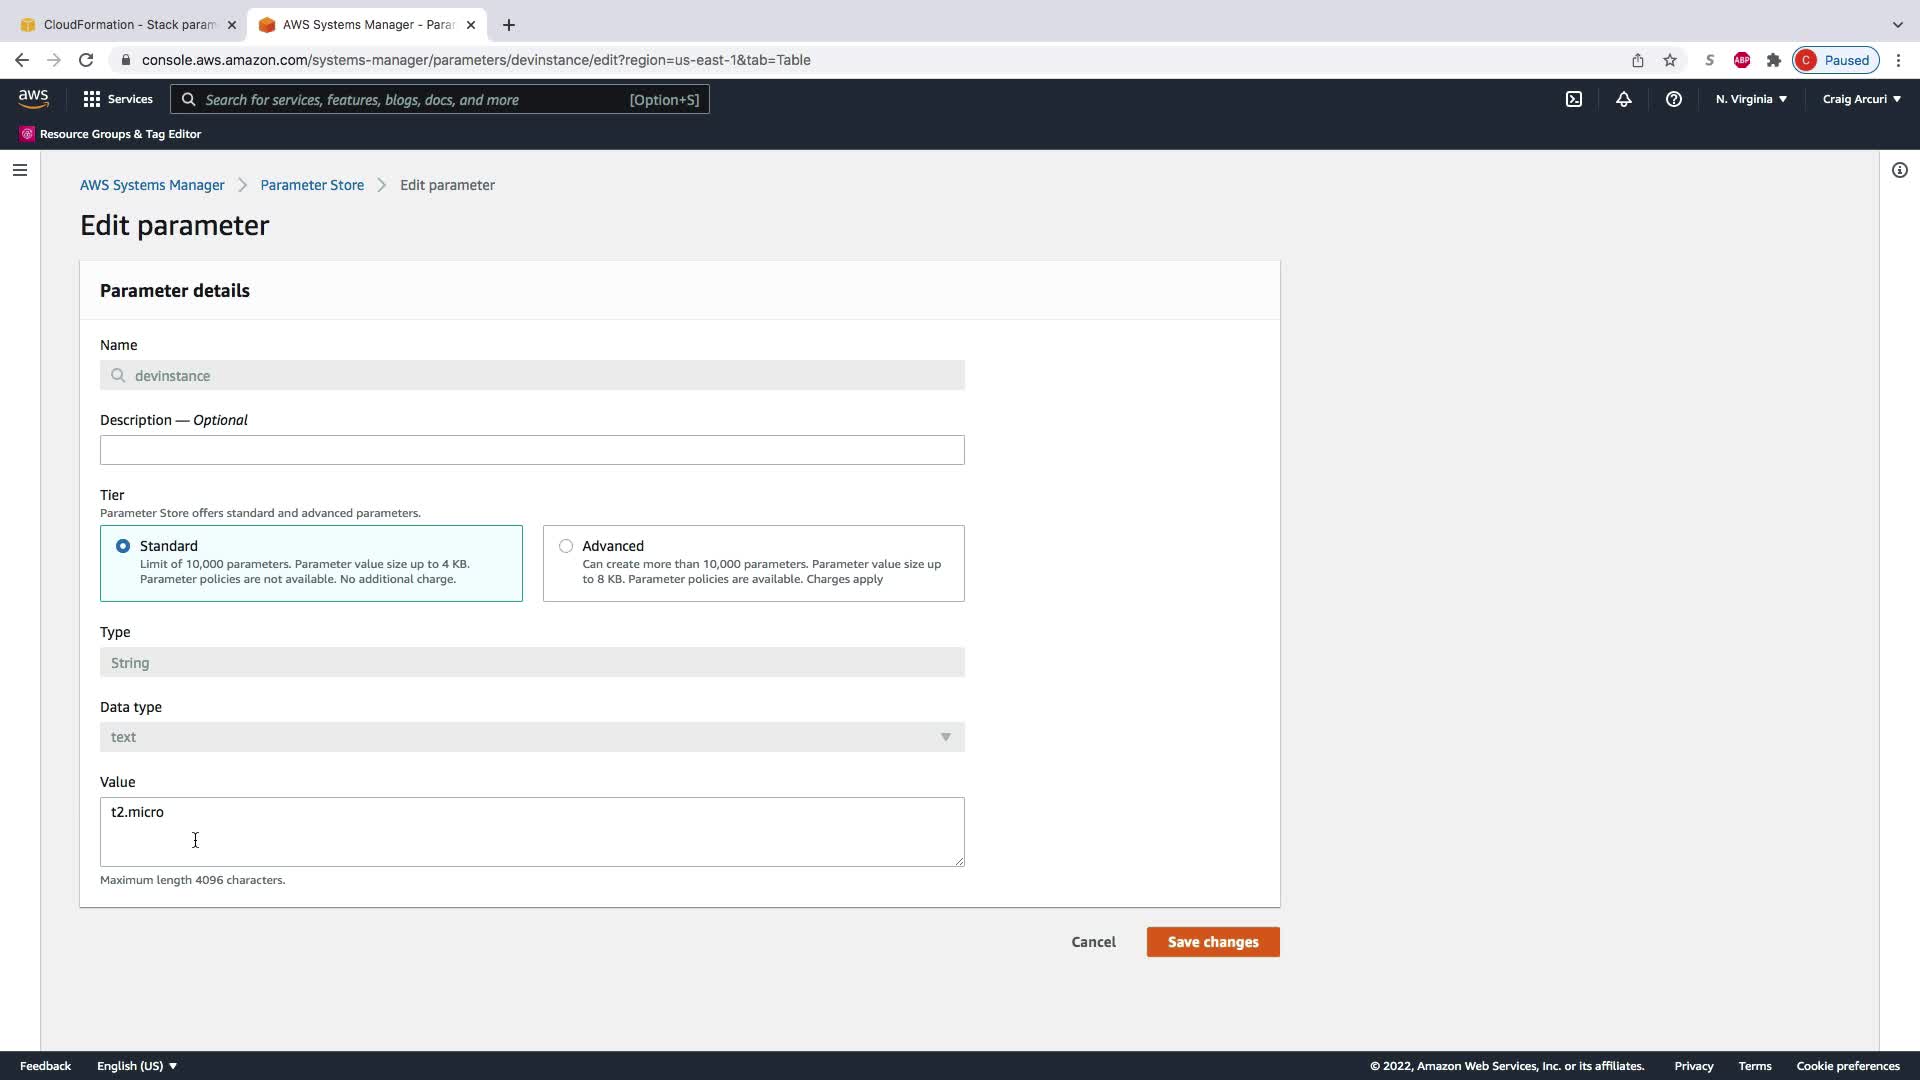 CloudFormation - Stack param
AWS Systems Manager - Para
console.aws.amazon.com/systems-manager/parameters/devinstance/edit?region=us-east-1&tab=Table
S
ABP
C Paused
aws
Services
Search for services, features, blogs, docs, and more [Option+S]
N. Virginia
Craig Arcuri
Resource Groups & Tag Editor
AWS Systems Manager > Parameter Store > Edit parameter
Edit parameter
Parameter details
Name
devinstance
Description — Optional
Tier
Parameter Store offers standard and advanced parameters.
Standard
Limit of 10,000 parameters. Parameter value size up to 4 KB.
Parameter policies are not available. No additional charge.
Advanced
Can create more than 10,000 parameters. Parameter value size up
to 8 KB. Parameter policies are available. Charges apply
Type
String
Data type
text
Value
t2.micro
Maximum length 4096 characters.
Cancel
Save changes
Feedback
English (US)
© 2022, Amazon Web Services, Inc. or its affiliates.
Privacy
Terms
Cookie preferences